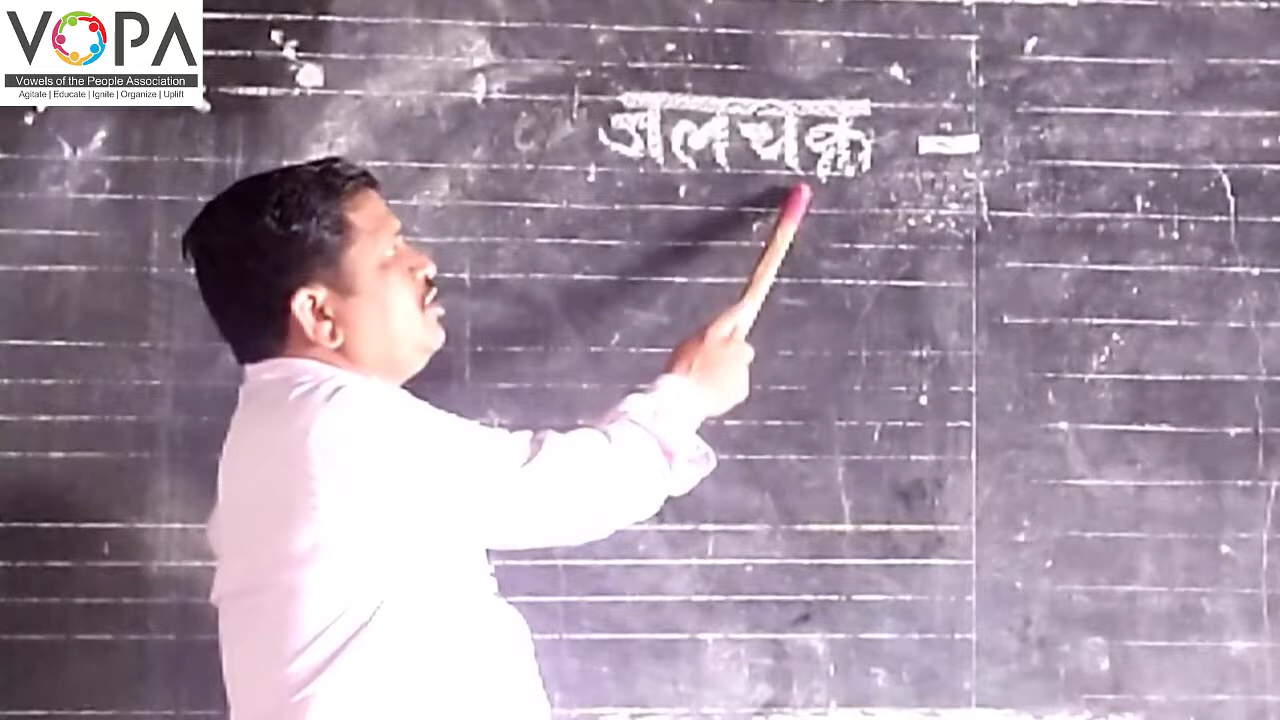 VOPA
Vowels of the People Association
Agitate | Educate | Ignite | Organize | Uplift
जलचक्र -